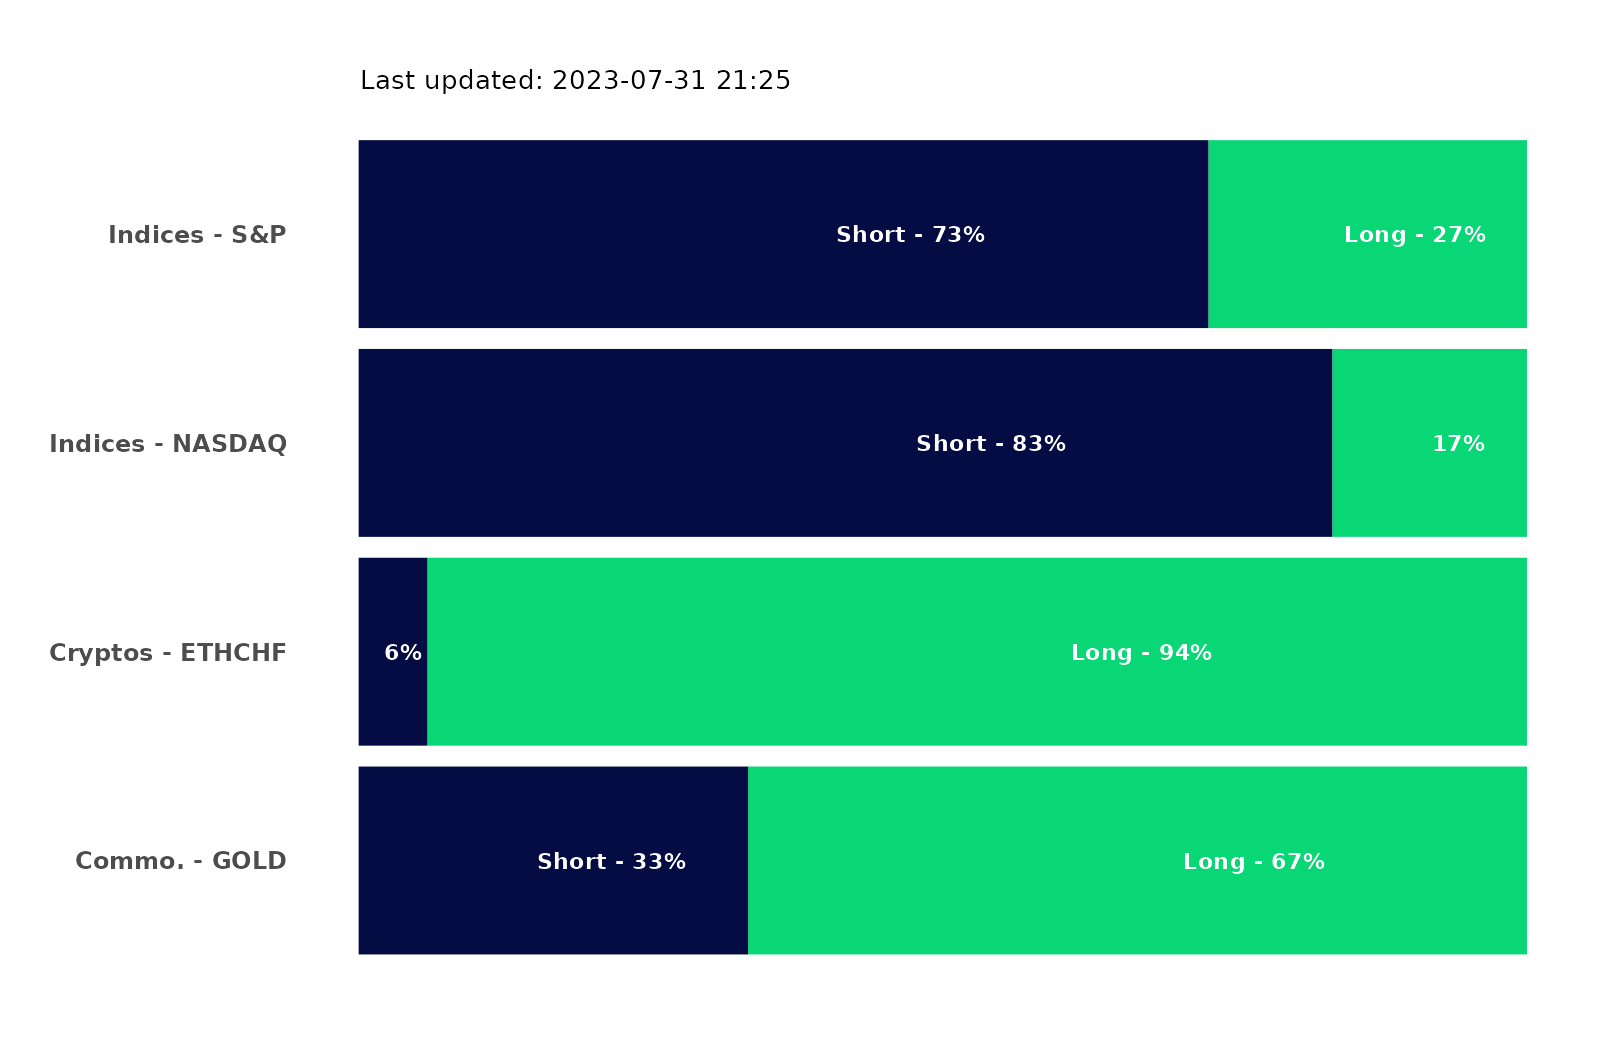 Last updated: 2023-07-31 21:25
Indices - S&P
Short - 73%
Long - 27%
Indices - NASDAQ
Short - 83%
17%
Cryptos - ETHCHF
6%
Long - 94%
Commo. - GOLD
Short - 33%
Long - 67%